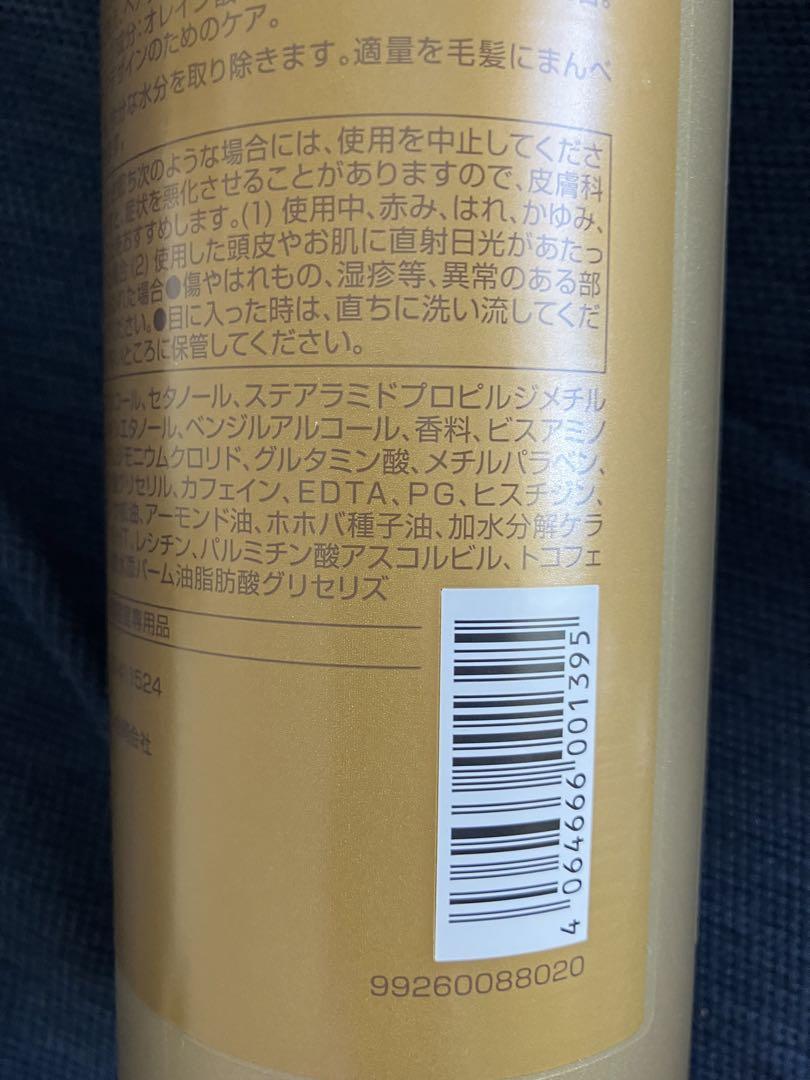 成分:オレイン酸
デザインのためのケア。
な水分を取り除きます。適量を毛髪にまんべ
次のような場合には、使用を中止してくださ
症状を悪化させることがありますので、皮膚科
おすすめします。(1) 使用中、赤み、はれ、かゆみ、
(2) 使用した頭皮やお肌に直射日光があたっ
れた場合●傷やはれもの、湿疹等、異常のある部
ださい。●目に入った時は、直ちに洗い流してくだ
いところに保管してください。
コール、セタノール、ステアラミドプロピルジメチル
エタノール、ベンジルアルコール、香料、ビスアミノ
モニウムクロリド、グルタミン酸、メチルパラベン、
グリセリル、カフェイン、EDTA、PG、ヒスチジン、
油、アーモンド油、ホホバ種子油、加水分解ケラ
T、レシチン、パルミチン酸アスコルビル、トコフェ
パーム油脂肪酸グリセリズ
専用品
1524
会社
4 064666 001395
99260088020